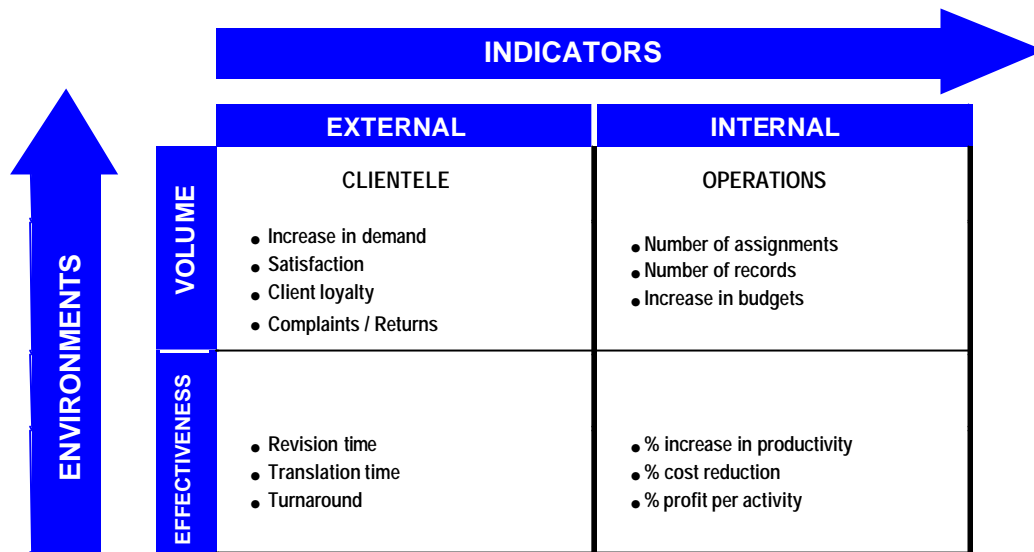 INDICATORS
ENVIRONMENTS
EXTERNAL
INTERNAL
VOLUME
CLIENTELE
• Increase in demand
• Satisfaction
• Client loyalty
• Complaints / Returns
OPERATIONS
• Number of assignments
• Number of records
• Increase in budgets
EFFECTIVENESS
• Revision time
• Translation time
• Turnaround
• % increase in productivity
• % cost reduction
• % profit per activity